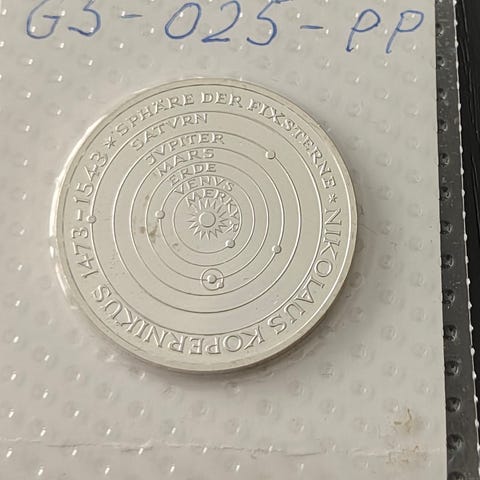 G5-025-PP
*SPHÄRE DER FIXSTERNE*
SATVRN
JVPITER
MARS
ERDE
VENVS
MERKVR
NIKOLAUS KOPERNIKUS 1473-1543